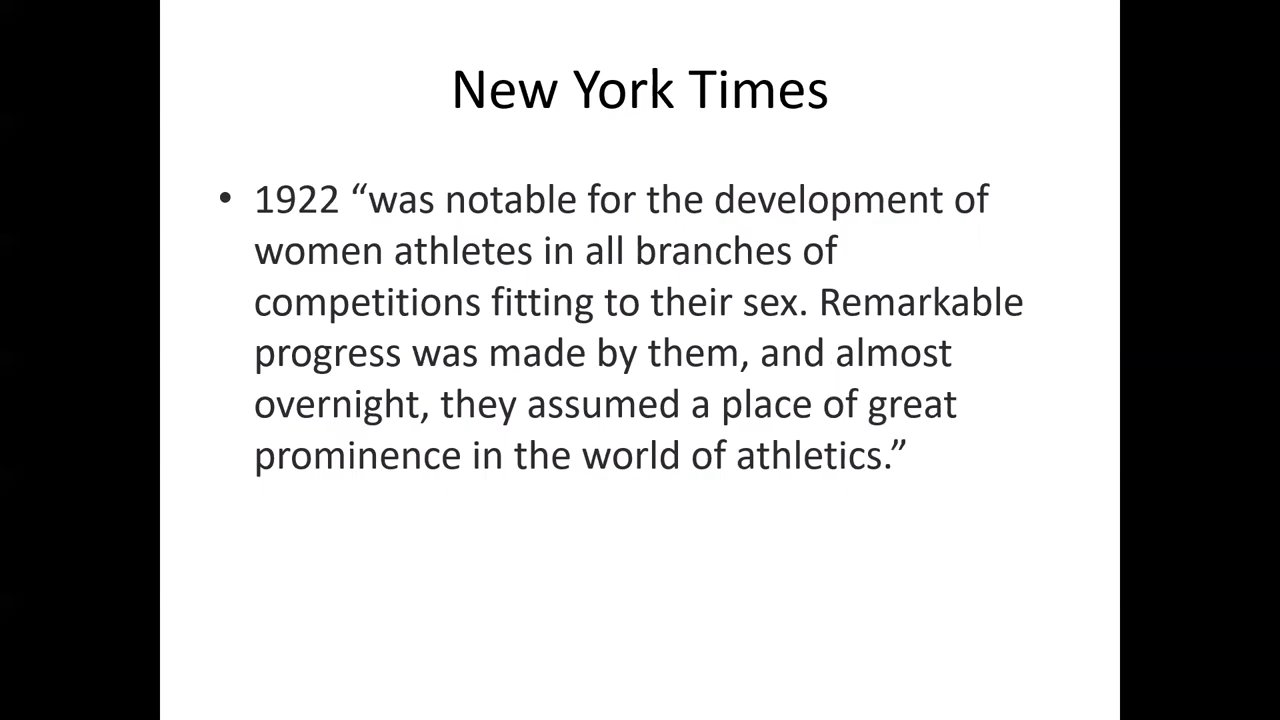 New York Times
• 1922 “was notable for the development of
women athletes in all branches of
competitions fitting to their sex. Remarkable
progress was made by them, and almost
overnight, they assumed a place of great
prominence in the world of athletics.”